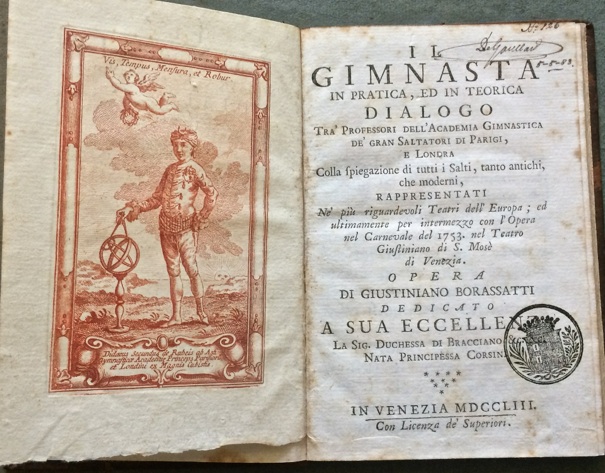 Vis, Tempus, Mensura, et Robur.
IL
GIMNASTA
IN PRATICA, ED IN TEORICA
DIALOGO
TRA' PROFESSORI DELL'ACADEMIA GIMNASTICA
DE' GRAN SALTATORI DI PARIGI,
E LONDRA
Colla spiegazione di tutti i Salti, tanto antichi,
che moderni,
RAPPRESENTATI
Ne' più riguardevoli Teatri dell'Europa; ed
ultimamente per intermezzo con l'Opera
nel Carnevale del 1753. nel Teatro
Giustiniano di S. Mosè
di Venezia.
OPERA
DI GIUSTINIANO BORASSATTI
DEDICATO
A SUA ECCELLE
LA SIG. DUCHESSA DI BRACCIANO
NATA PRINCIPESSA CORSIN
IN VENEZIA MDCCLIII.
Con Licenza de' Superiori.